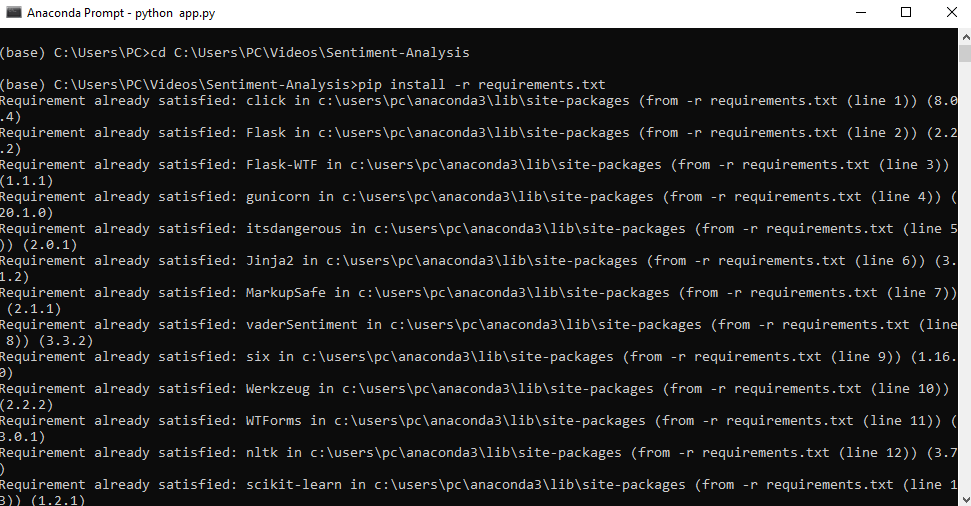 Anaconda Prompt - python  app.py
(base) C:\Users\PC>cd C:\Users\PC\Videos\Sentiment-Analysis
(base) C:\Users\PC\Videos\Sentiment-Analysis>pip install -r requirements.txt
Requirement already satisfied: click in c:\users\pc\anaconda3\lib\site-packages (from -r requirements.txt (line 1)) (8.0
.4)
Requirement already satisfied: Flask in c:\users\pc\anaconda3\lib\site-packages (from -r requirements.txt (line 2)) (2.2
.2)
Requirement already satisfied: Flask-WTF in c:\users\pc\anaconda3\lib\site-packages (from -r requirements.txt (line 3))
(1.1.1)
Requirement already satisfied: gunicorn in c:\users\pc\anaconda3\lib\site-packages (from -r requirements.txt (line 4)) (
20.1.0)
Requirement already satisfied: itsdangerous in c:\users\pc\anaconda3\lib\site-packages (from -r requirements.txt (line 5
)) (2.0.1)
Requirement already satisfied: Jinja2 in c:\users\pc\anaconda3\lib\site-packages (from -r requirements.txt (line 6)) (3.
1.2)
Requirement already satisfied: MarkupSafe in c:\users\pc\anaconda3\lib\site-packages (from -r requirements.txt (line 7))
 (2.1.1)
Requirement already satisfied: vaderSentiment in c:\users\pc\anaconda3\lib\site-packages (from -r requirements.txt (line
 8)) (3.3.2)
Requirement already satisfied: six in c:\users\pc\anaconda3\lib\site-packages (from -r requirements.txt (line 9)) (1.16.
0)
Requirement already satisfied: Werkzeug in c:\users\pc\anaconda3\lib\site-packages (from -r requirements.txt (line 10))
(2.2.2)
Requirement already satisfied: WTForms in c:\users\pc\anaconda3\lib\site-packages (from -r requirements.txt (line 11)) (
3.0.1)
Requirement already satisfied: nltk in c:\users\pc\anaconda3\lib\site-packages (from -r requirements.txt (line 12)) (3.7
)
Requirement already satisfied: scikit-learn in c:\users\pc\anaconda3\lib\site-packages (from -r requirements.txt (line 1
3)) (1.2.1)